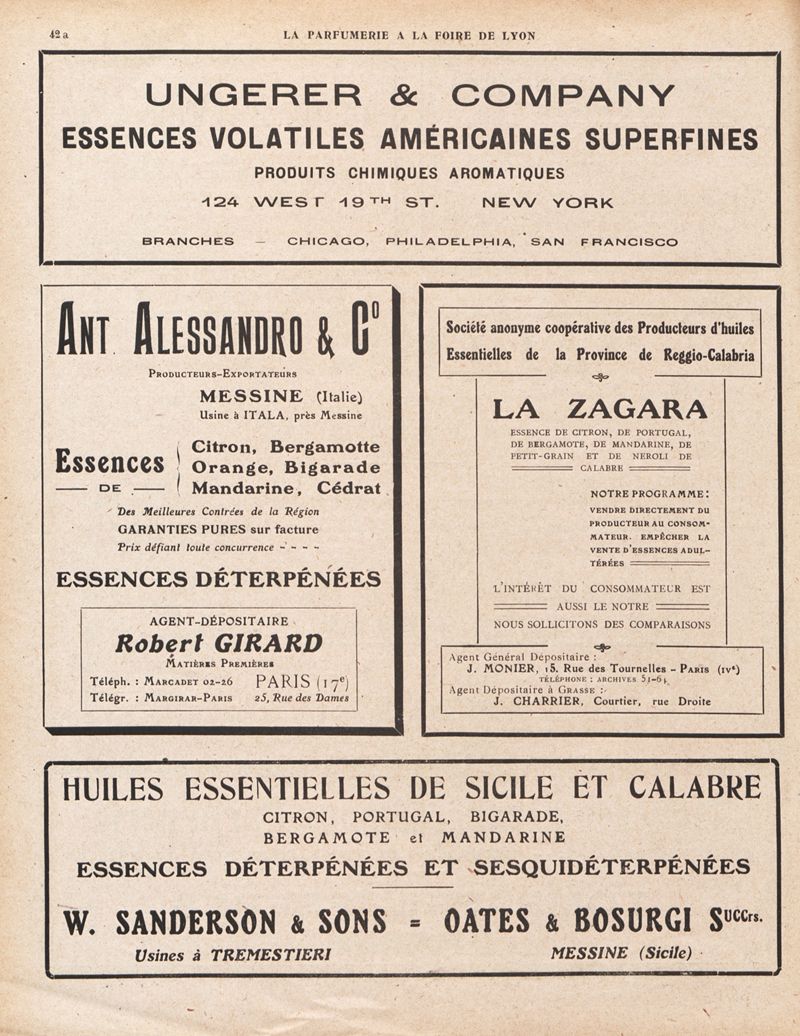 42 a
LA PARFUMERIE A LA FOIRE DE LYON
UNGERER & COMPANY
ESSENCES VOLATILES AMÉRICAINES SUPERFINES
PRODUITS CHIMIQUES AROMATIQUES
124 WEST 19TH ST. NEW YORK
BRANCHES — CHICAGO, PHILADELPHIA, SAN FRANCISCO
ANT. ALESSANDRO & Co
PRODUCTEURS-EXPORTATEURS
MESSINE (Italie)
Usine à ITALA, près Messine
Essences DE
Citron, Bergamotte
Orange, Bigarade
Mandarine, Cédrat
Des Meilleures Contrées de la Région
GARANTIES PURES sur facture
Prix défiant toute concurrence - - - -
ESSENCES DÉTERPÉNÉES
AGENT-DÉPOSITAIRE
Robert GIRARD
MATIÈRES PREMIÈRES
Téléph. : MARCADET 02-26 PARIS (17e)
Télégr. : MARGIRAR-PARIS 25, Rue des Dames
Société anonyme coopérative des Producteurs d'huiles
Essentielles de la Province de Reggio-Calabria
LA ZAGARA
ESSENCE DE CITRON, DE PORTUGAL,
DE BERGAMOTE, DE MANDARINE, DE
PETIT-GRAIN ET DE NEROLI DE
CALABRE
NOTRE PROGRAMME :
VENDRE DIRECTEMENT DU
PRODUCTEUR AU CONSOM-
MATEUR. EMPÊCHER LA
VENTE D'ESSENCES ADUL-
TÉRÉES
L'INTÉRÊT DU CONSOMMATEUR EST
AUSSI LE NOTRE
NOUS SOLLICITONS DES COMPARAISONS
Agent Général Dépositaire :
J. MONIER, 15, Rue des Tournelles - PARIS (IVe)
TÉLÉPHONE : ARCHIVES 51-64
Agent Dépositaire à GRASSE :
J. CHARRIER, Courtier, rue Droite
HUILES ESSENTIELLES DE SICILE ET CALABRE
CITRON, PORTUGAL, BIGARADE,
BERGAMOTE et MANDARINE
ESSENCES DÉTERPÉNÉES ET SESQUIDÉTERPÉNÉES
W. SANDERSON & SONS = OATES & BOSURGI SUCCrs.
Usines à TREMESTIERI MESSINE (Sicile)